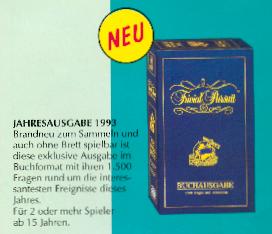 NEU
JAHRESAUSGABE 1993
Brandneu zum Sammeln und
auch ohne Brett spielbar ist
diese exklusive Ausgabe im
Buchformat mit ihren 1.500
Fragen rund um die interes-
santesten Ereignisse dieses
Jahres.
Für 2 oder mehr Spieler
ab 15 Jahren.
Trivial Pursuit
BUCHAUSGABE